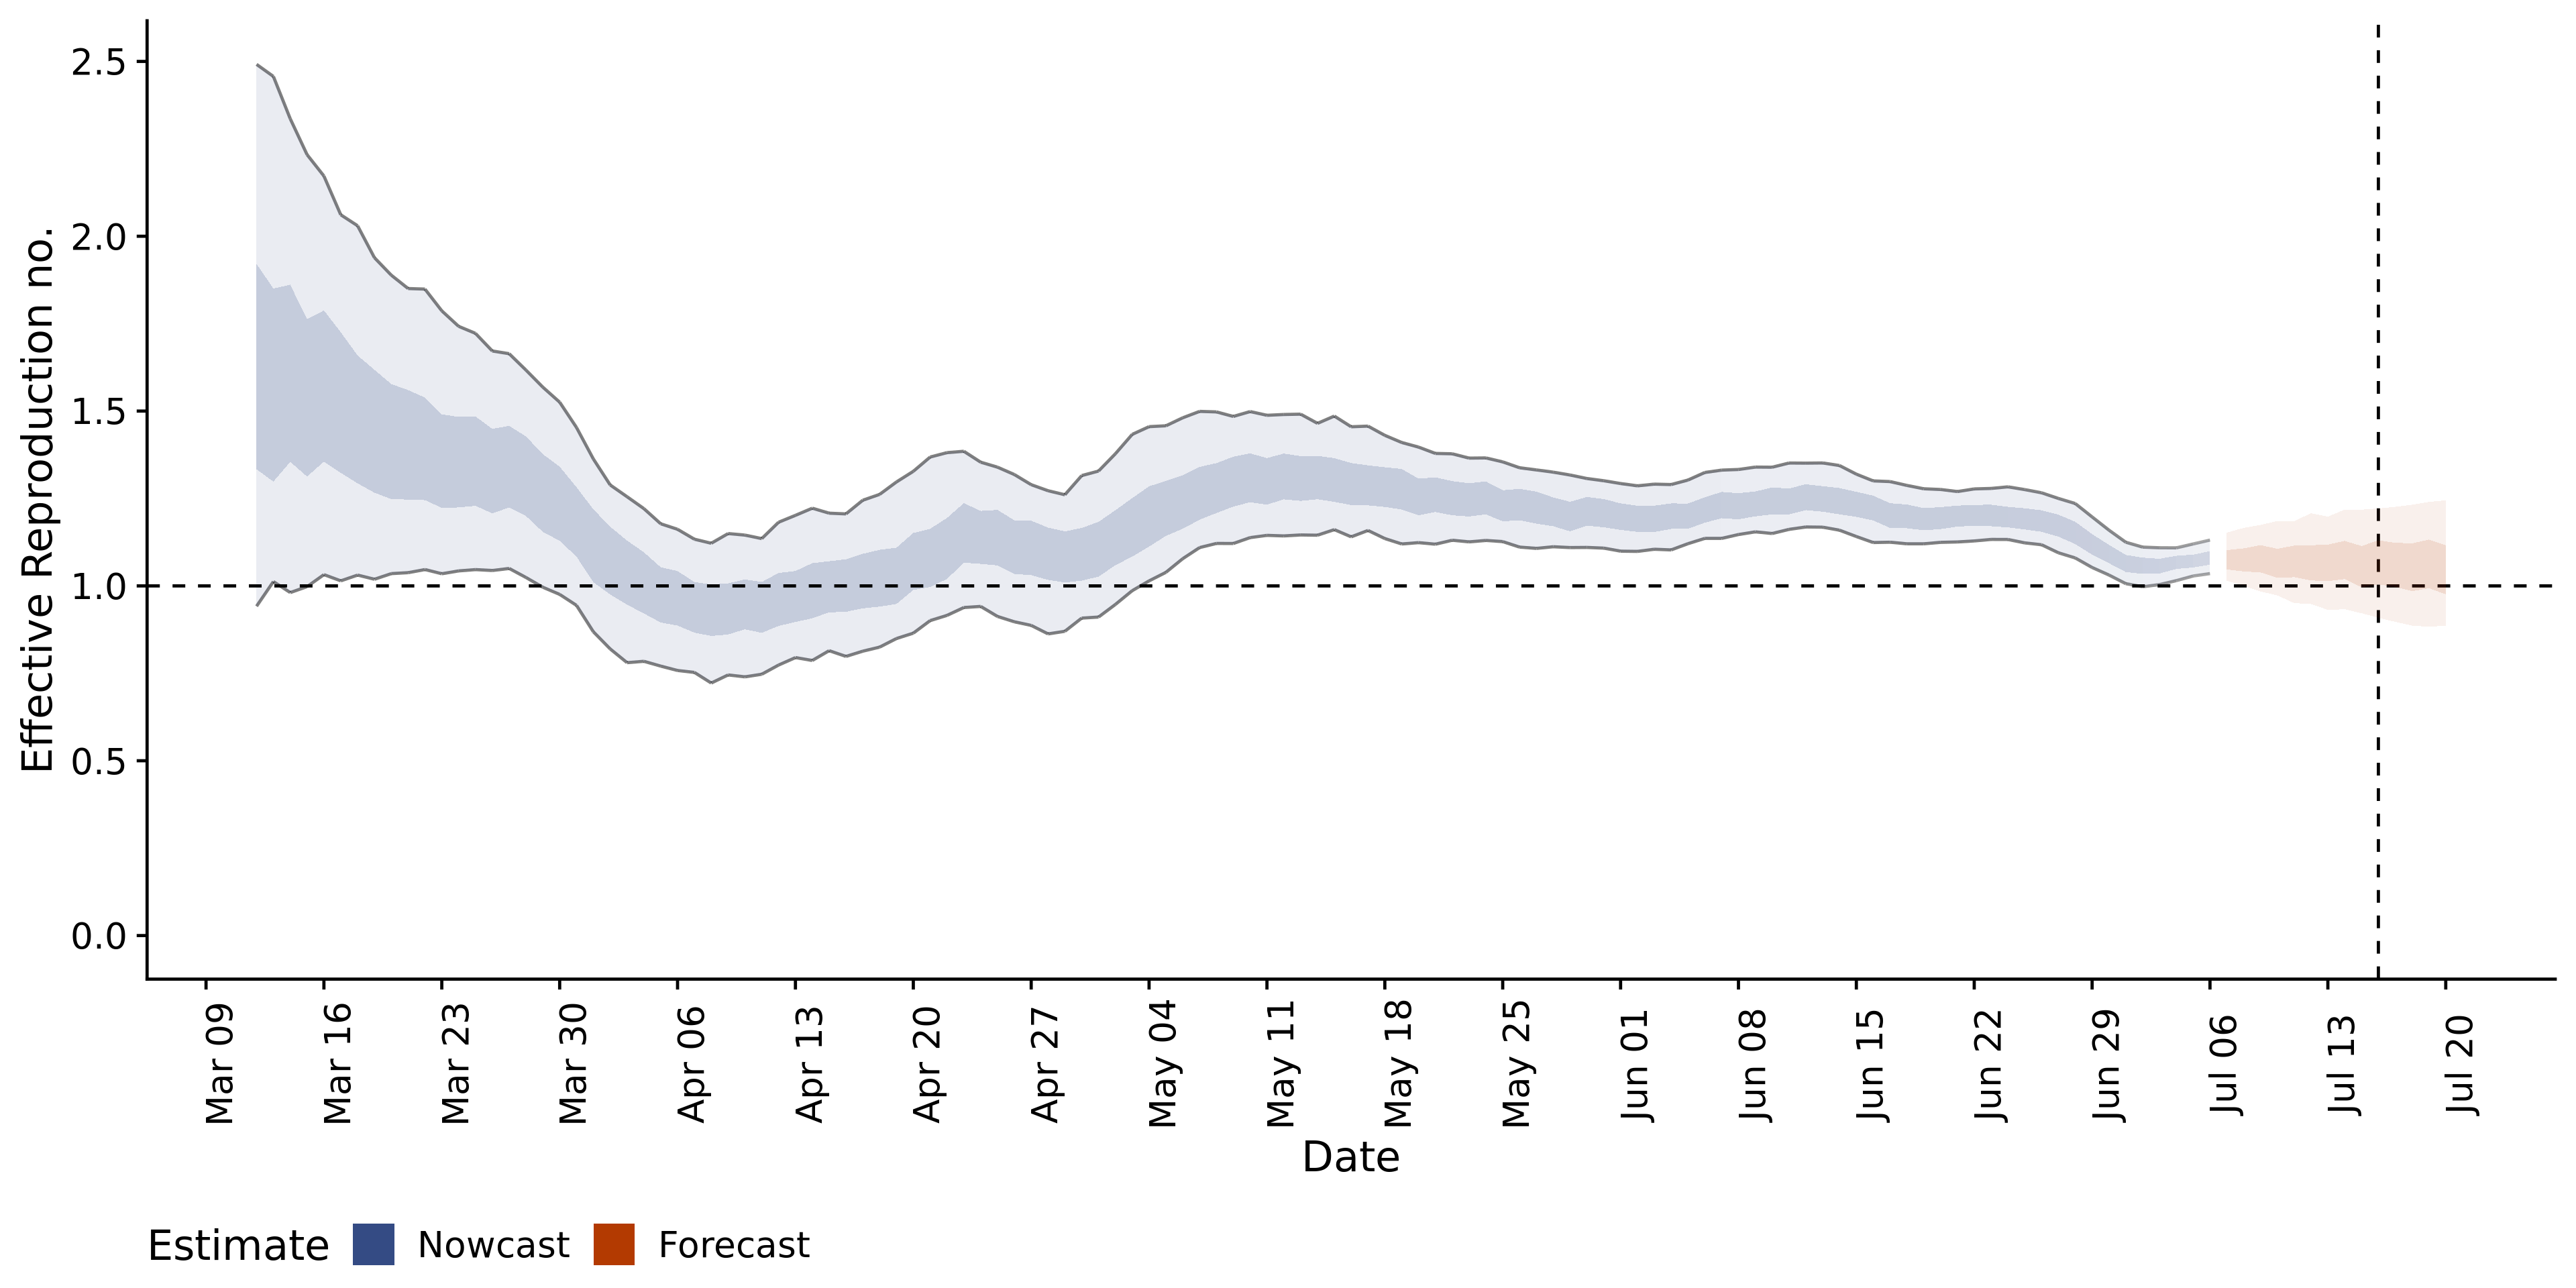 Effective Reproduction no.
2.5
2.0
1.5
1.0
0.5
0.0
Mar 09
Mar 16
Mar 23
Mar 30
Apr 06
Apr 13
Apr 20
Apr 27
May 04
May 11
May 18
May 25
Jun 01
Jun 08
Jun 15
Jun 22
Jun 29
Jul 06
Jul 13
Jul 20
Date
Estimate Nowcast Forecast